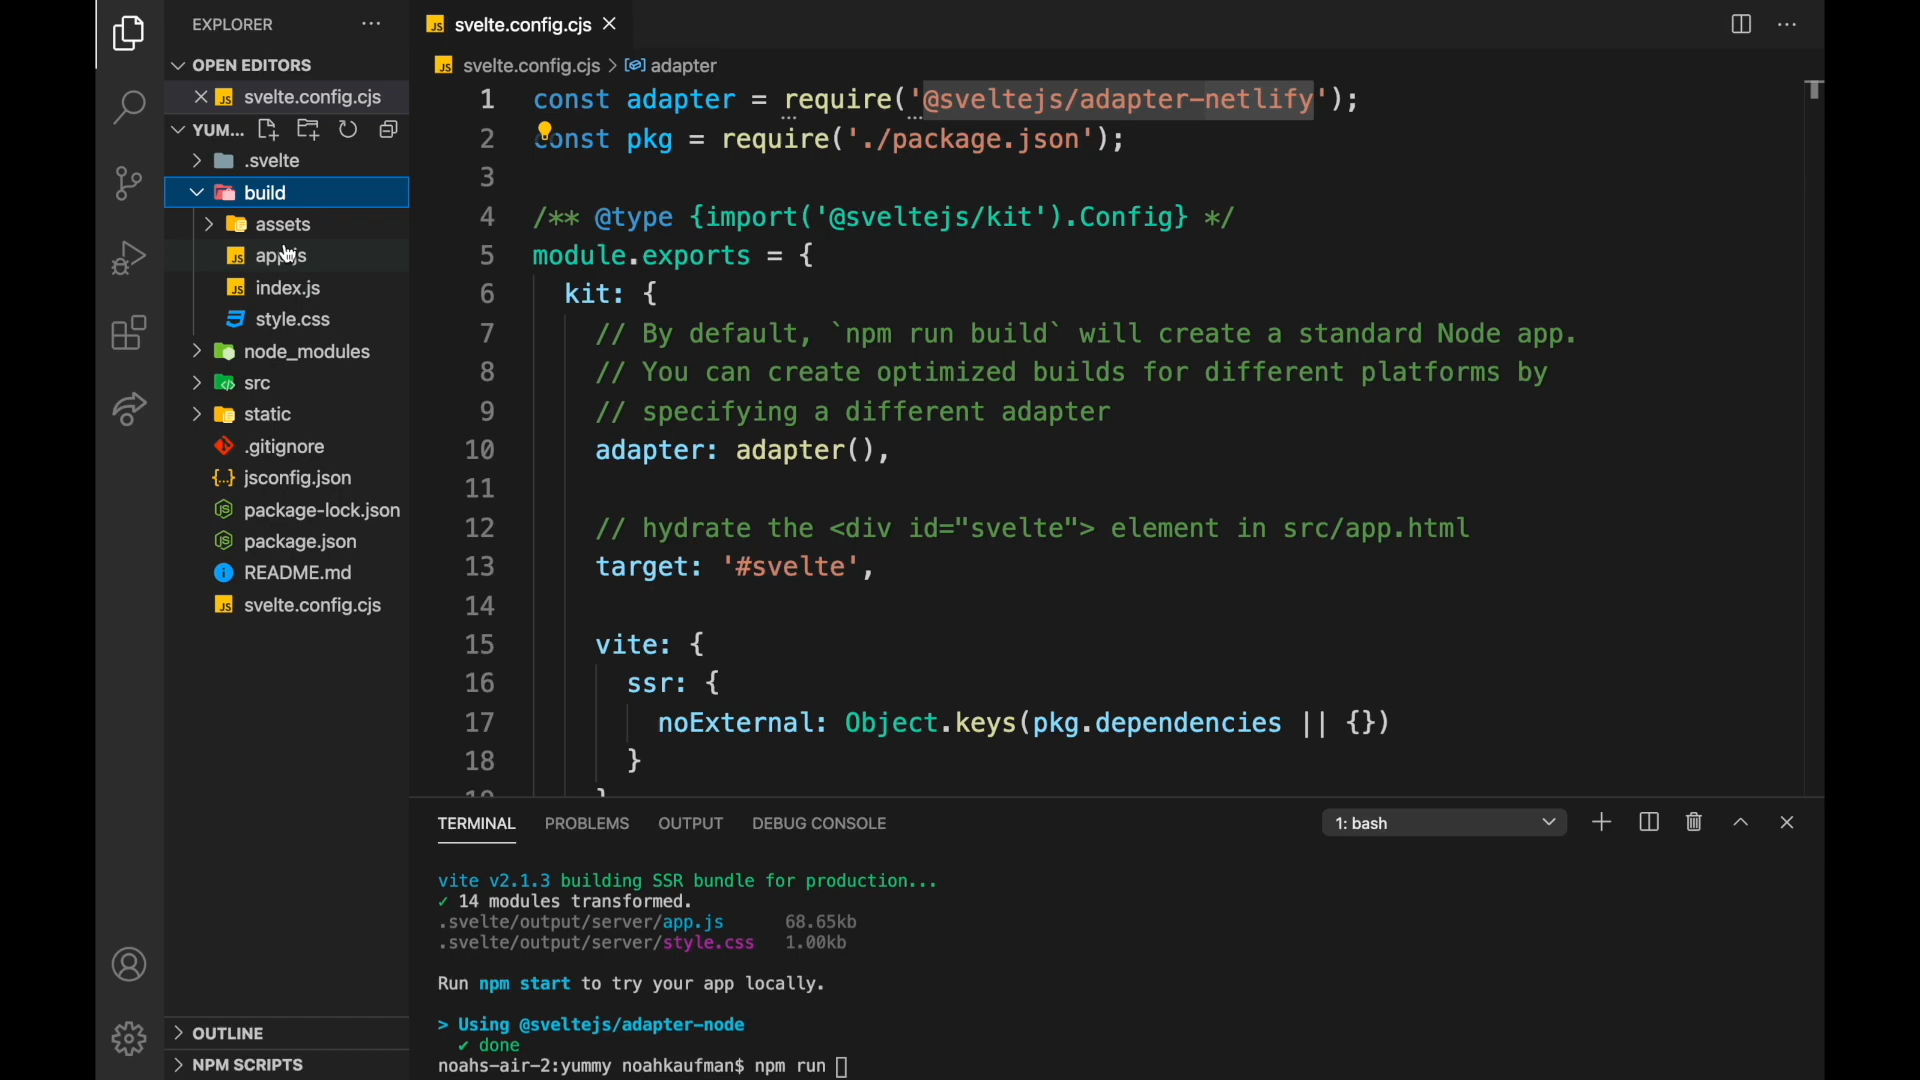 EXPLORER
OPEN EDITORS
svelte.config.cjs
YUM...
.svelte
build
assets
app.js
index.js
style.css
node_modules
src
static
.gitignore
jsconfig.json
package-lock.json
package.json
README.md
svelte.config.cjs
OUTLINE
NPM SCRIPTS
svelte.config.cjs
svelte.config.cjs > adapter
1 const adapter = require('@sveltejs/adapter-netlify');
2 const pkg = require('./package.json');
3
4 /** @type {import('@sveltejs/kit').Config} */
5 module.exports = {
6 kit: {
7 // By default, `npm run build` will create a standard Node app.
8 // You can create optimized builds for different platforms by
9 // specifying a different adapter
10 adapter: adapter(),
11
12 // hydrate the <div id="svelte"> element in src/app.html
13 target: '#svelte',
14
15 vite: {
16 ssr: {
17 noExternal: Object.keys(pkg.dependencies || {})
18 }
19 }
TERMINAL PROBLEMS OUTPUT DEBUG CONSOLE 1: bash
vite v2.1.3 building SSR bundle for production...
✓ 14 modules transformed.
.svelte/output/server/app.js 68.65kb
.svelte/output/server/style.css 1.00kb
Run npm start to try your app locally.
> Using @sveltejs/adapter-node
✔ done
noahs-air-2:yummy noahkaufman$ npm run